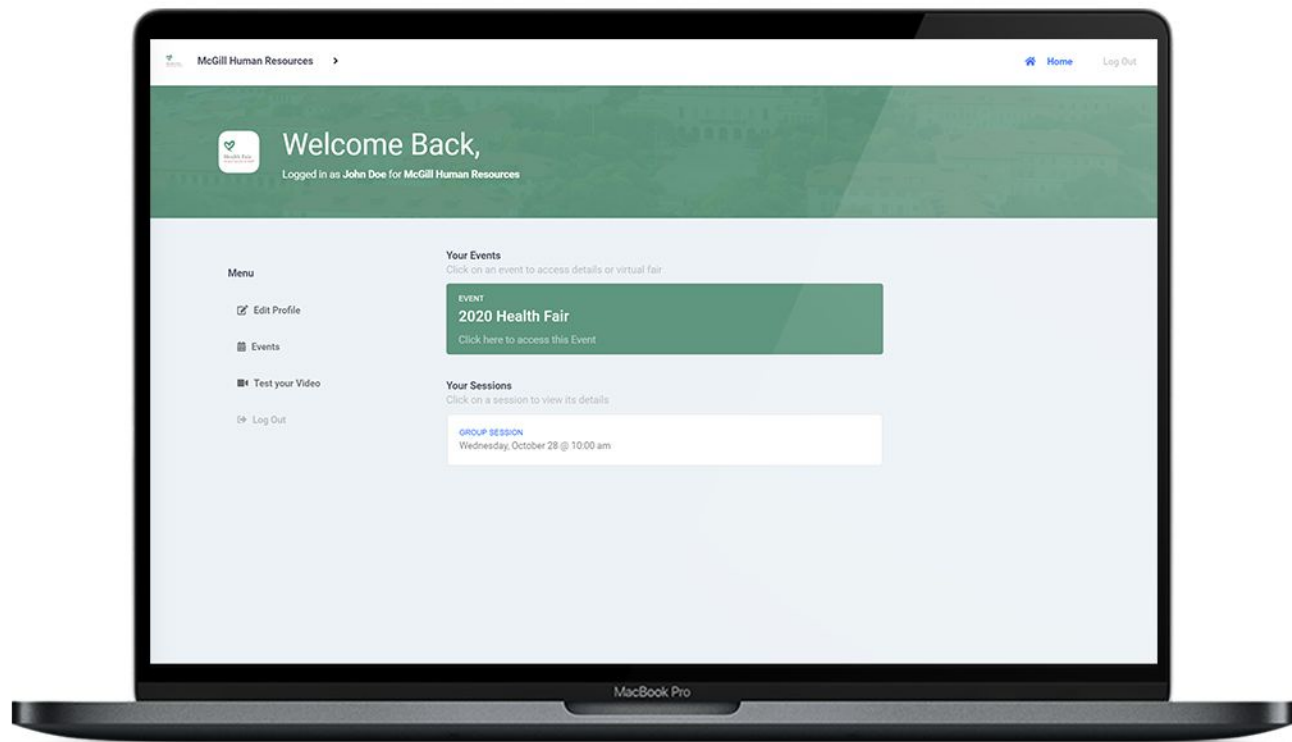 McGill Human Resources
Home
Log Out
Welcome Back,
Health Fair
Logged in as John Doe for McGill Human Resources
Menu
Edit Profile
Events
Test your Video
Log Out
Your Events
Click on an event to access details or virtual fair
EVENT
2020 Health Fair
Click here to access this Event
Your Sessions
Click on a session to view its details
GROUP SESSION
Wednesday, October 28 @ 10:00 am
MacBook Pro